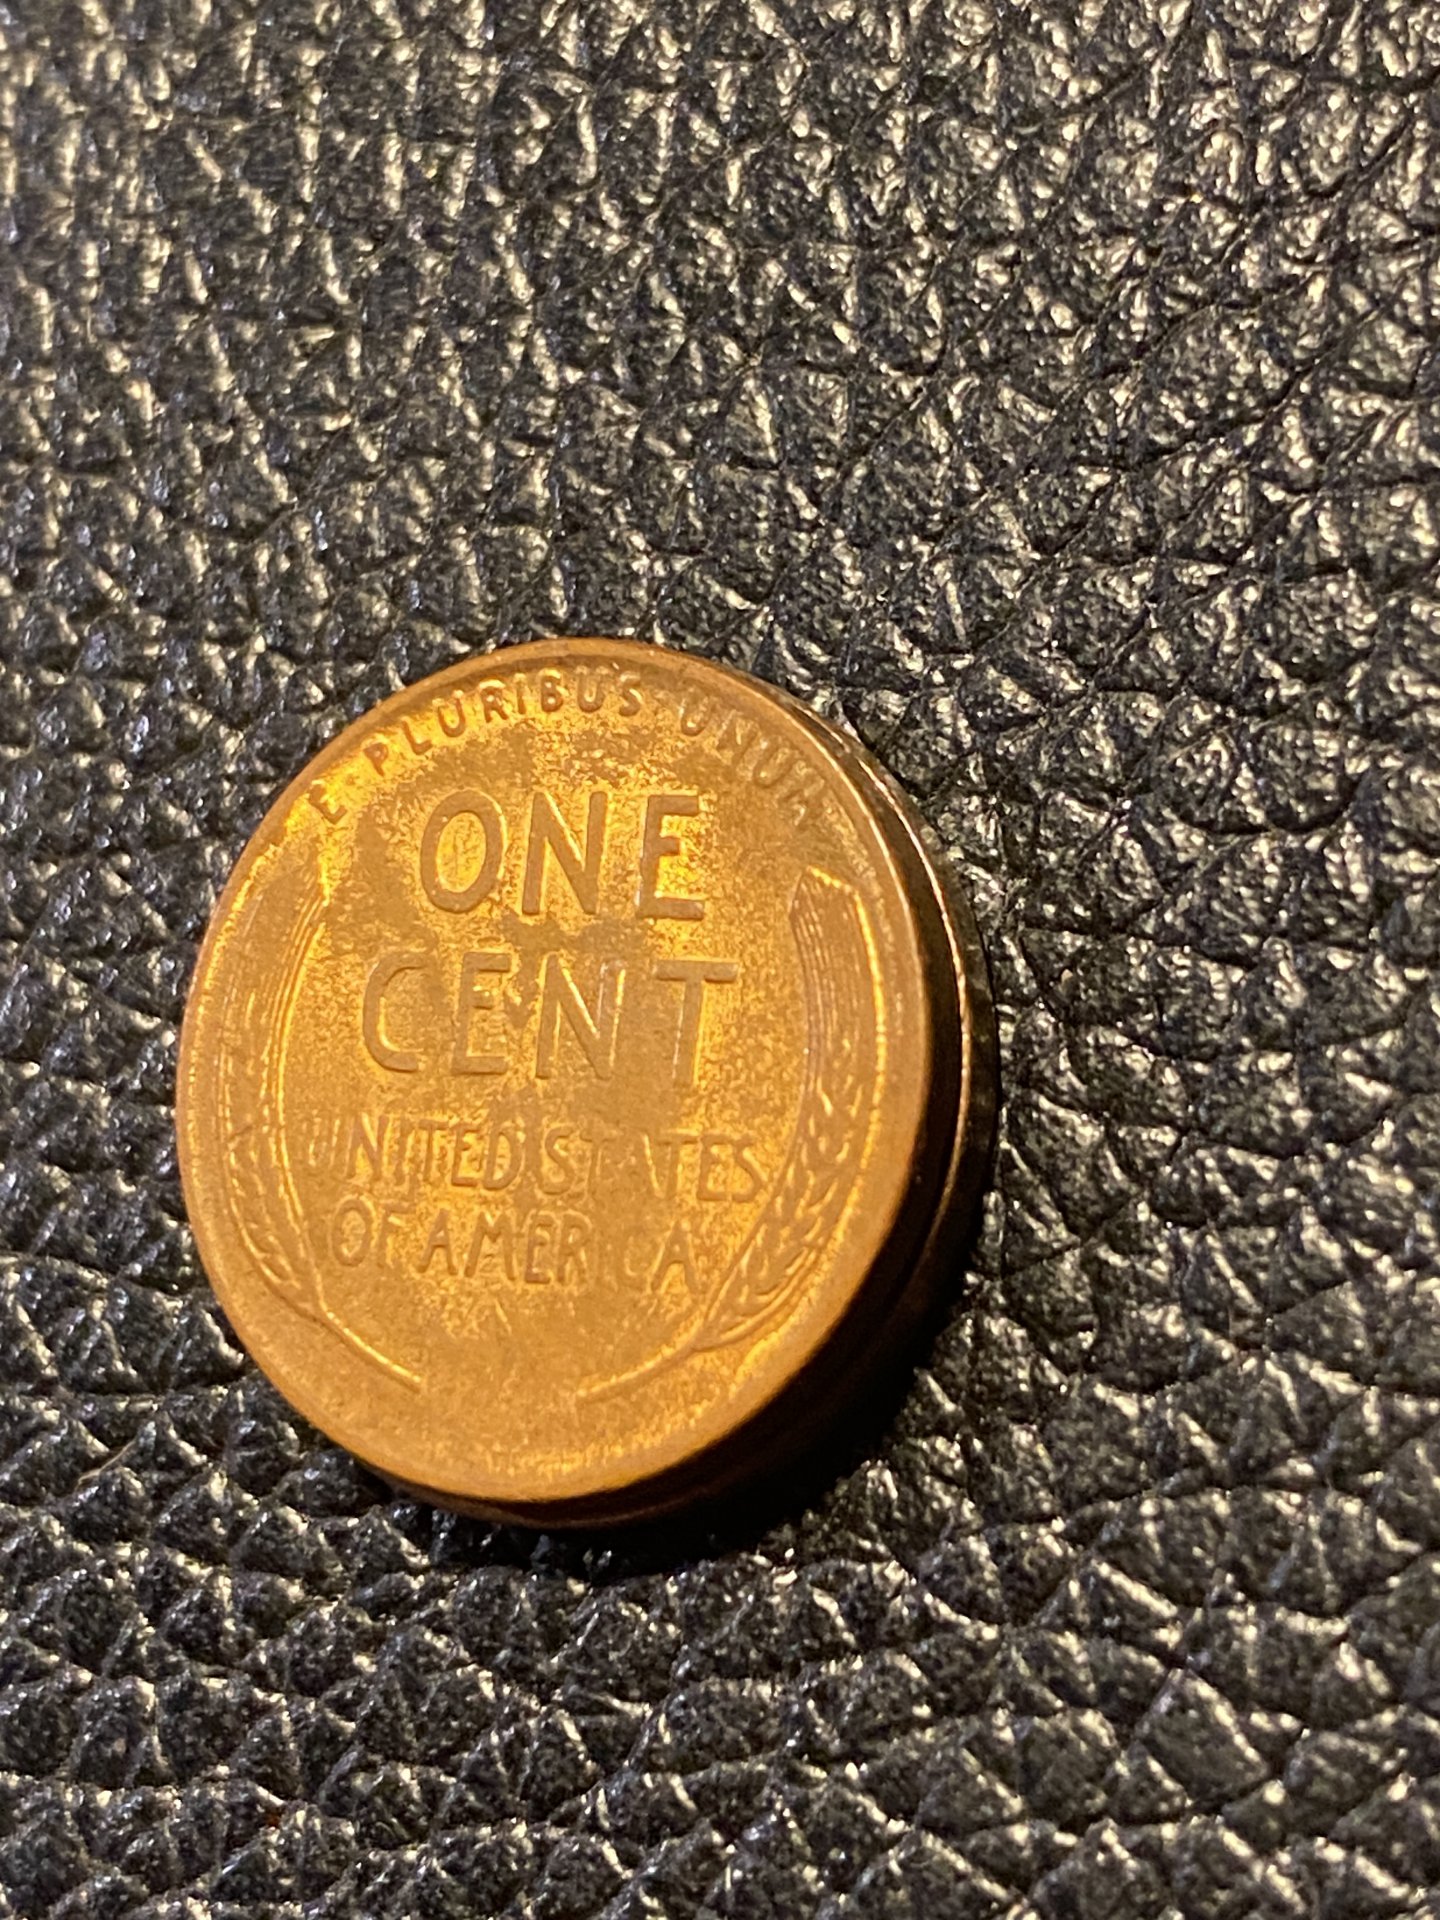 E·PLURIBUS·UNUM
ONE
CENT
UNITED STATES
OF AMERICA